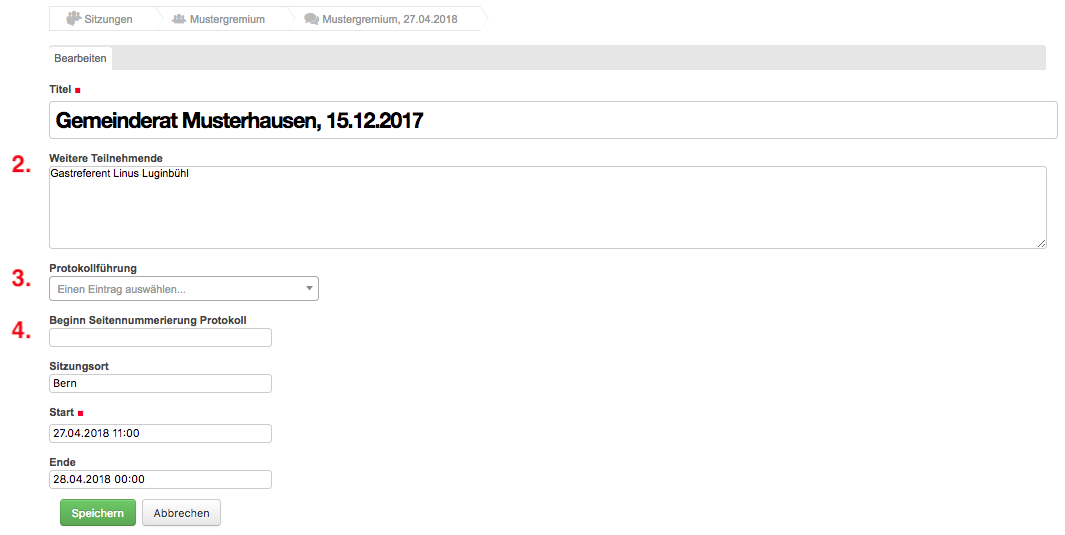 Sitzungen Mustergremium Mustergremium, 27.04.2018
Bearbeiten
Titel
Gemeinderat Musterhausen, 15.12.2017
2. Weitere Teilnehmende
Gastreferent Linus Luginbühl
3. Protokollführung
Einen Eintrag auswählen...
4. Beginn Seitennummerierung Protokoll
Sitzungsort
Bern
Start
27.04.2018 11:00
Ende
28.04.2018 00:00
Speichern Abbrechen